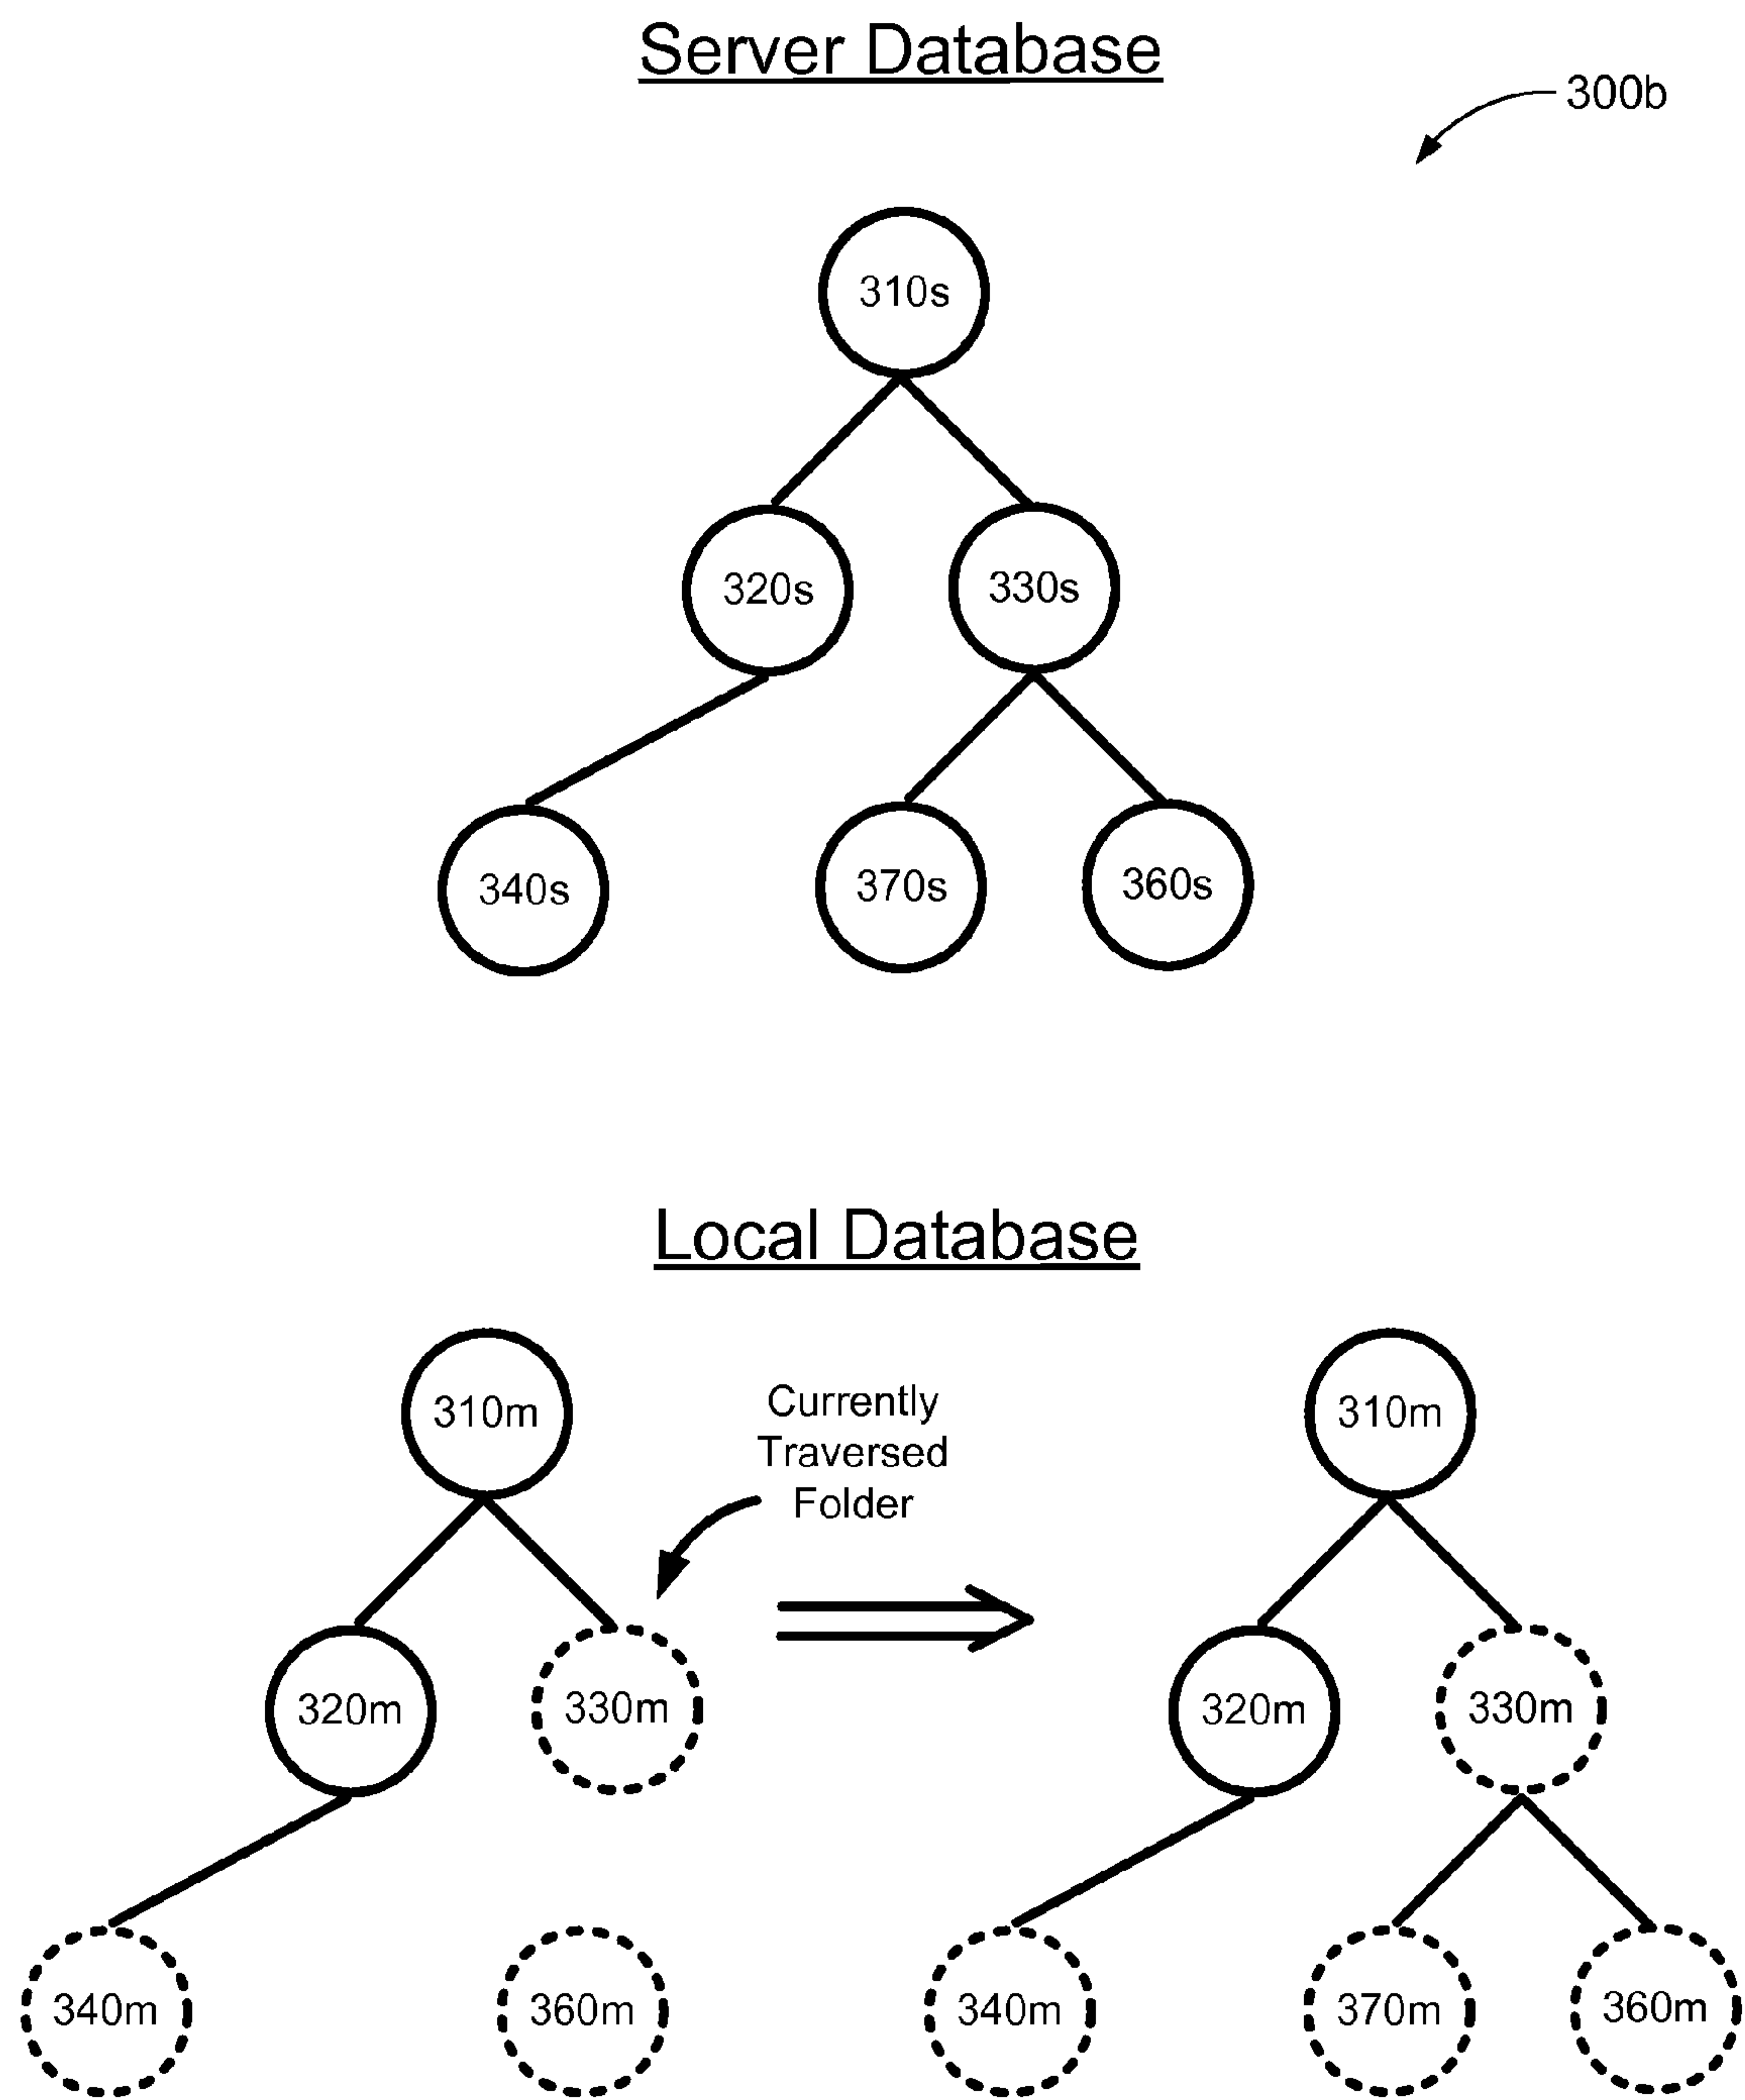 Server Database
300b
310s
320s
330s
340s
370s
360s
Local Database
310m
Currently
Traversed
Folder
310m
320m
330m
320m
330m
340m
360m
340m
370m
360m